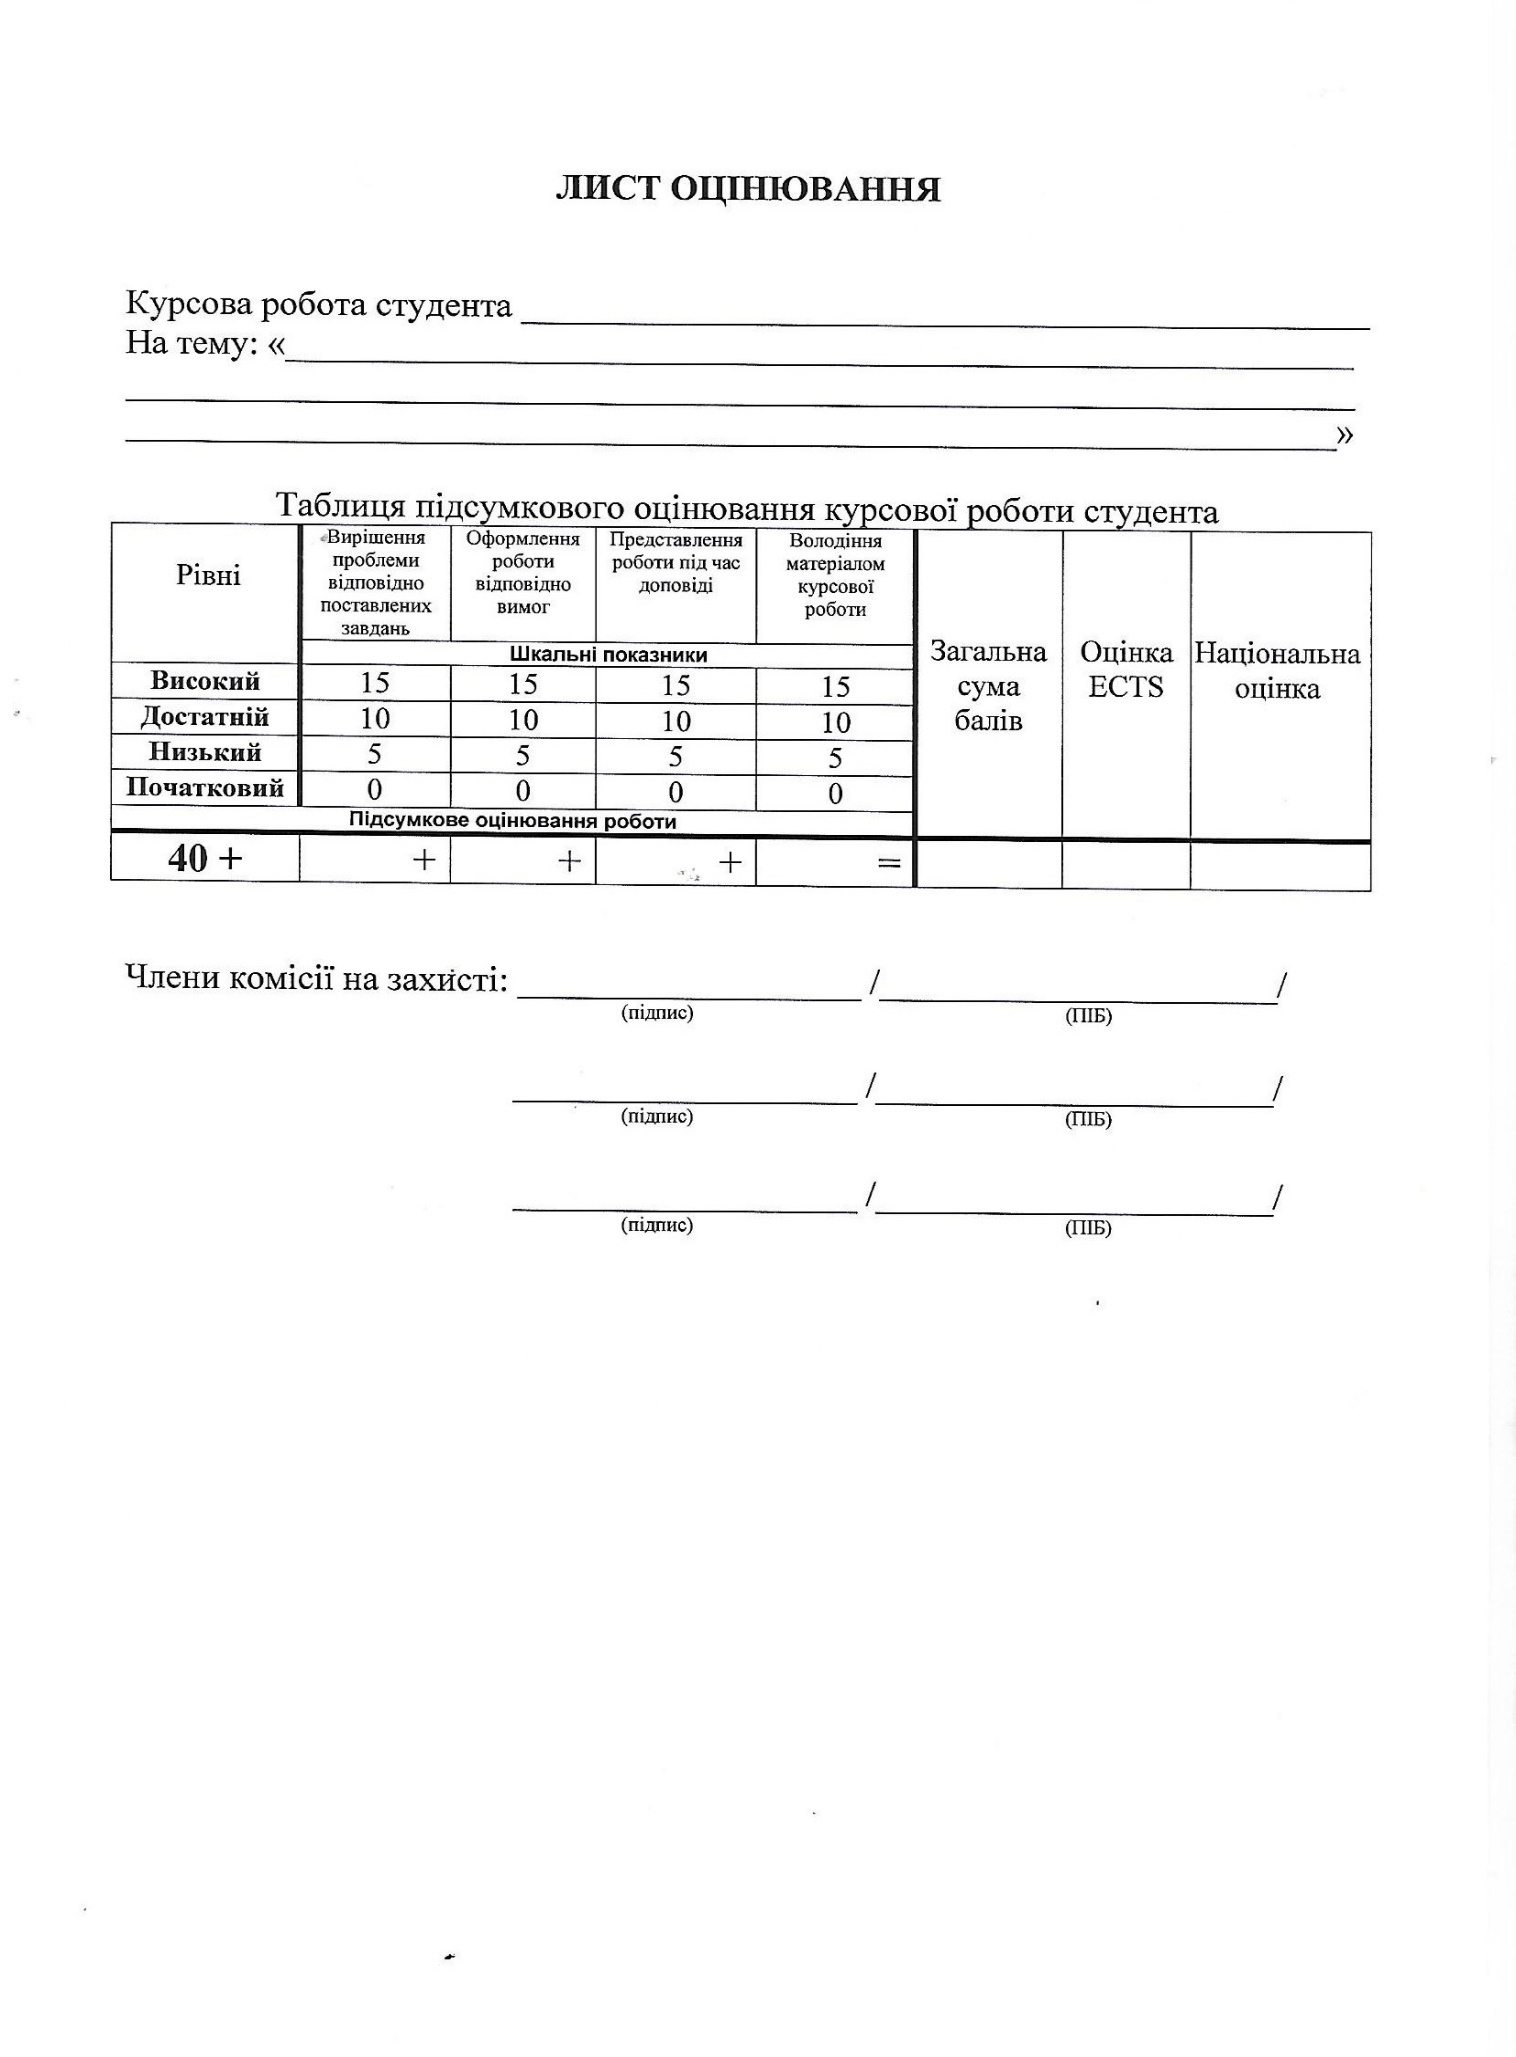 ЛИСТ ОЦІНЮВАННЯ
Курсова робота студента
На тему: «
»
Таблиця підсумкового оцінювання курсової роботи студента
Рівні
Вирішення
проблеми
відповідно
поставлених
завдань
Оформлення
роботи
відповідно
вимог
Представлення
роботи під час
доповіді
Володіння
матеріалом
курсової
роботи
Загальна
сума
балів
Оцінка
ECTS
Національна
оцінка
Шкальні показники
Високий 15 15 15 15
Достатній 10 10 10 10
Низький 5 5 5 5
Початковий 0 0 0 0
Підсумкове оцінювання роботи
40 + + + + =
Члени комісії на захисті: / /
(підпис) (ПІБ)
/ /
(підпис) (ПІБ)
/ /
(підпис) (ПІБ)